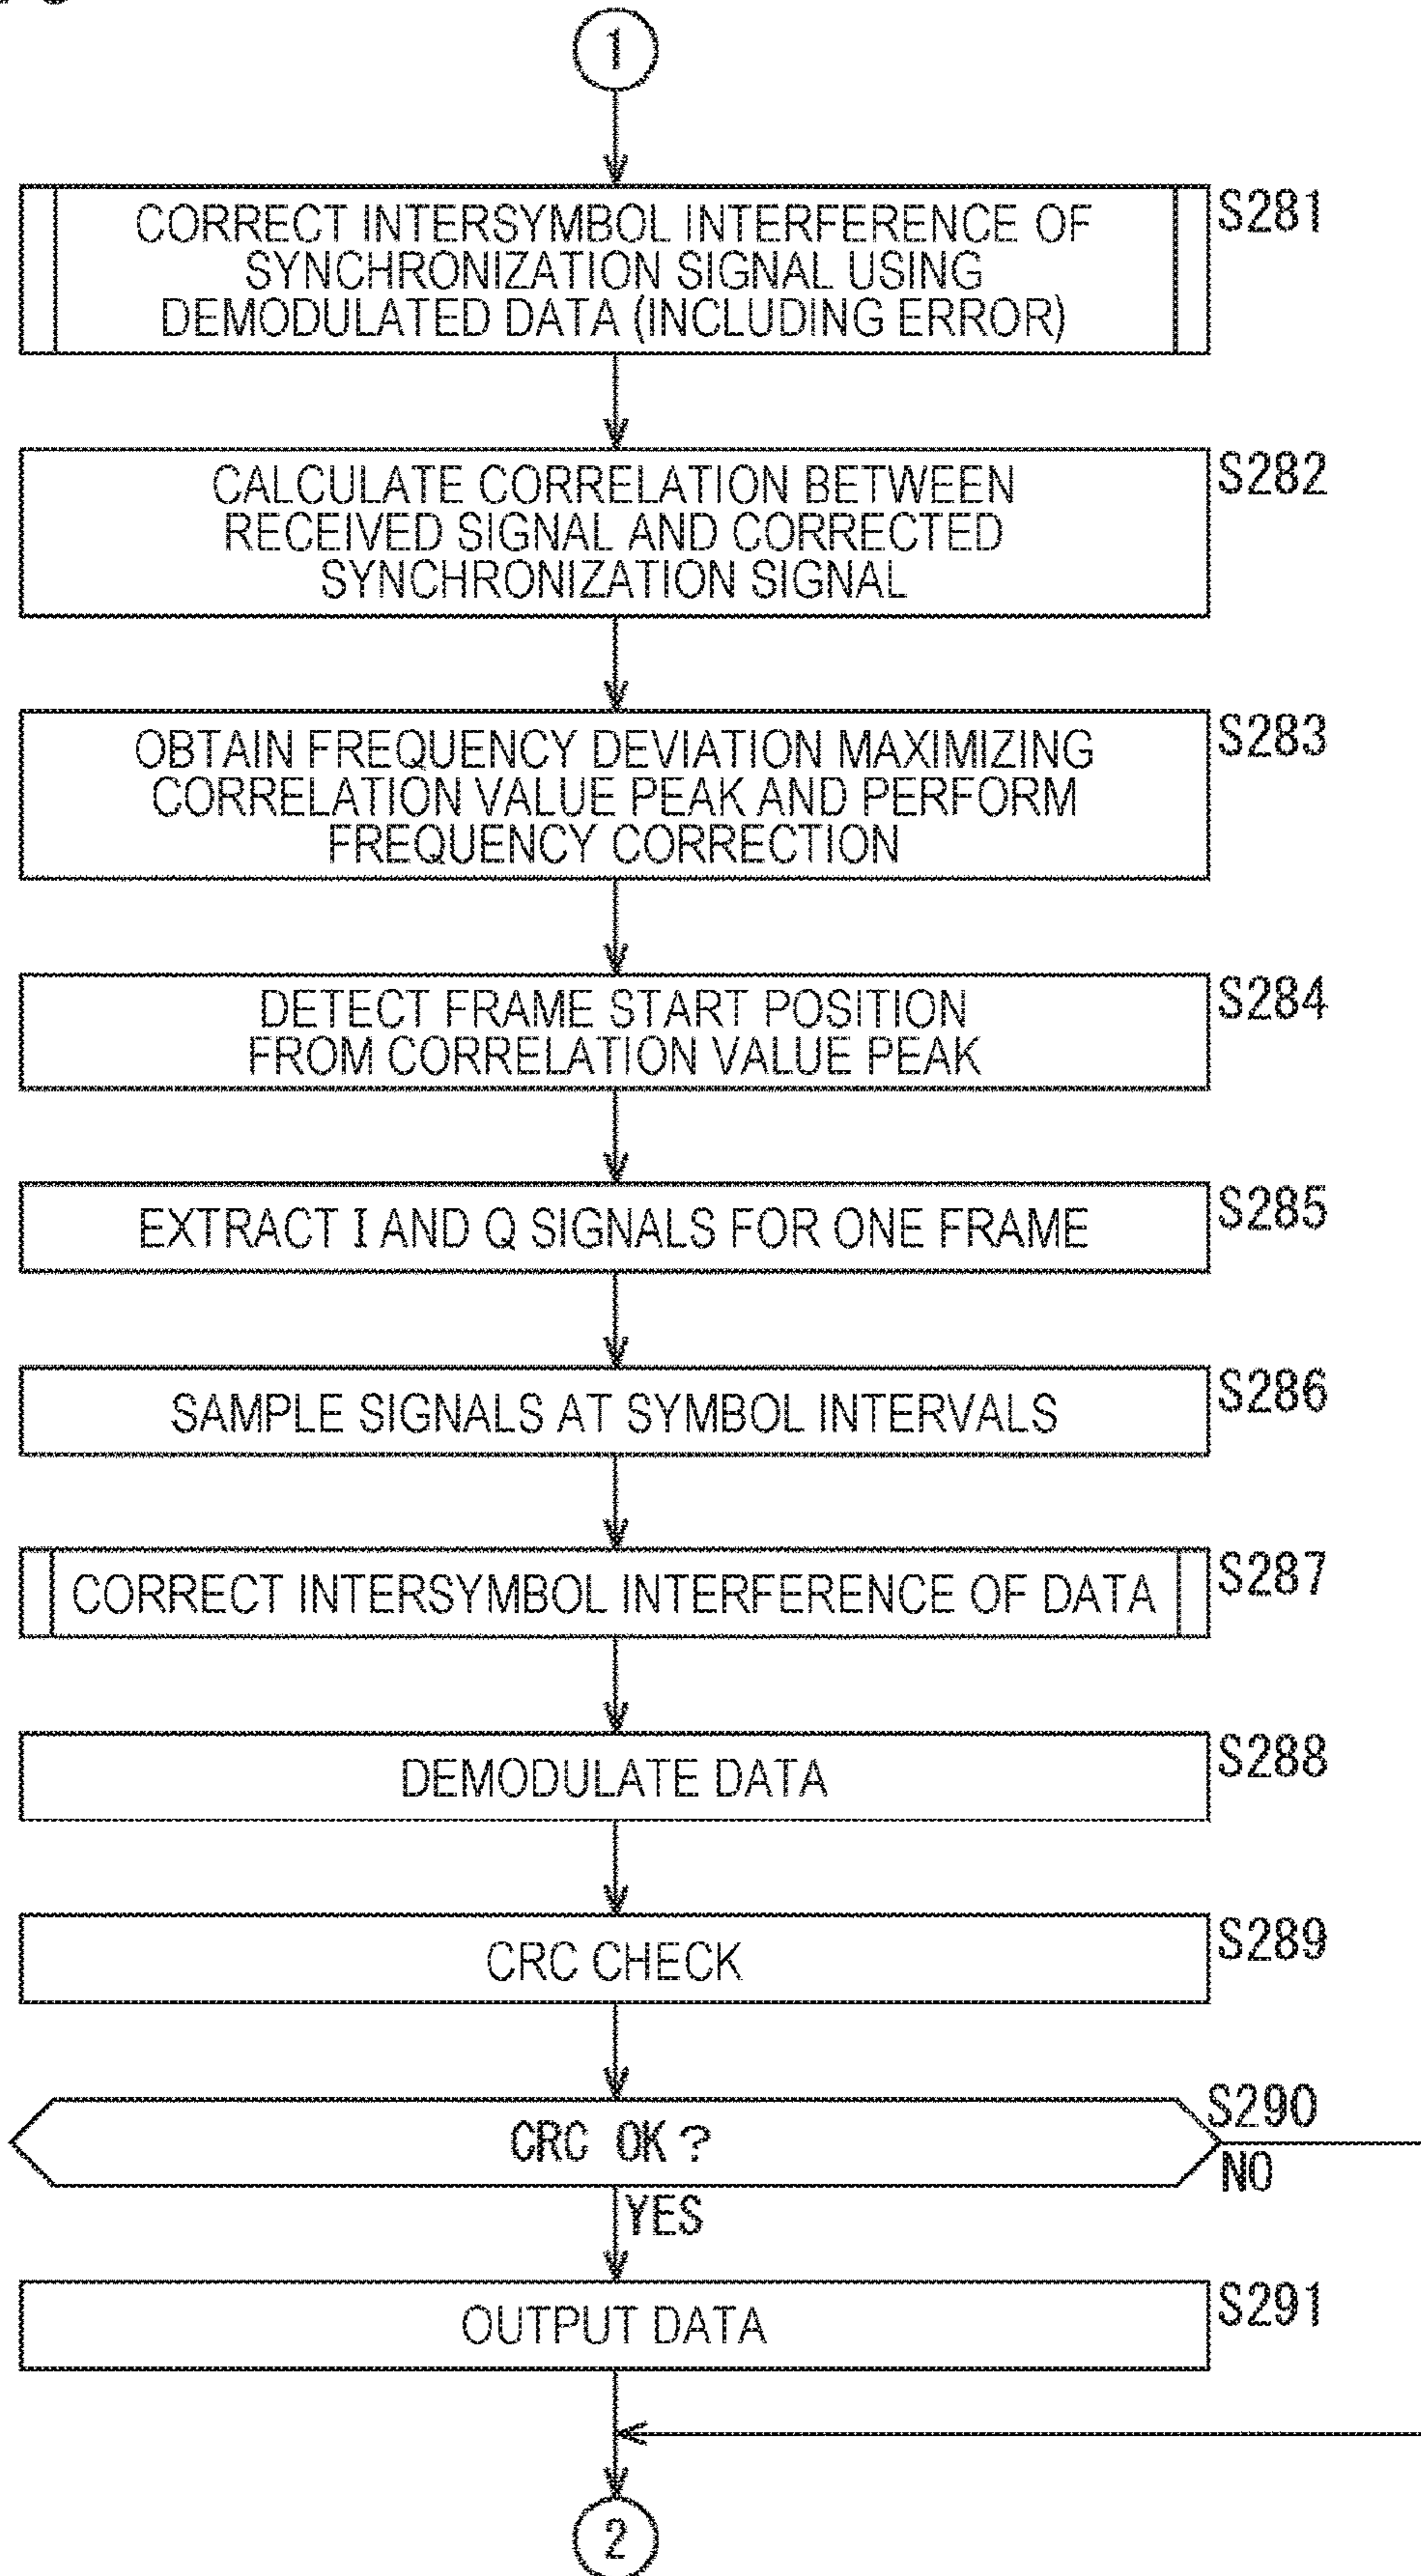 1
CORRECT INTERSYMBOL INTERFERENCE OF
SYNCHRONIZATION SIGNAL USING
DEMODULATED DATA (INCLUDING ERROR)
S281
CALCULATE CORRELATION BETWEEN
RECEIVED SIGNAL AND CORRECTED
SYNCHRONIZATION SIGNAL
S282
OBTAIN FREQUENCY DEVIATION MAXIMIZING
CORRELATION VALUE PEAK AND PERFORM
FREQUENCY CORRECTION
S283
DETECT FRAME START POSITION
FROM CORRELATION VALUE PEAK
S284
EXTRACT I AND Q SIGNALS FOR ONE FRAME
S285
SAMPLE SIGNALS AT SYMBOL INTERVALS
S286
CORRECT INTERSYMBOL INTERFERENCE OF DATA
S287
DEMODULATE DATA
S288
CRC CHECK
S289
CRC OK?
S290
NO
YES
OUTPUT DATA
S291
2